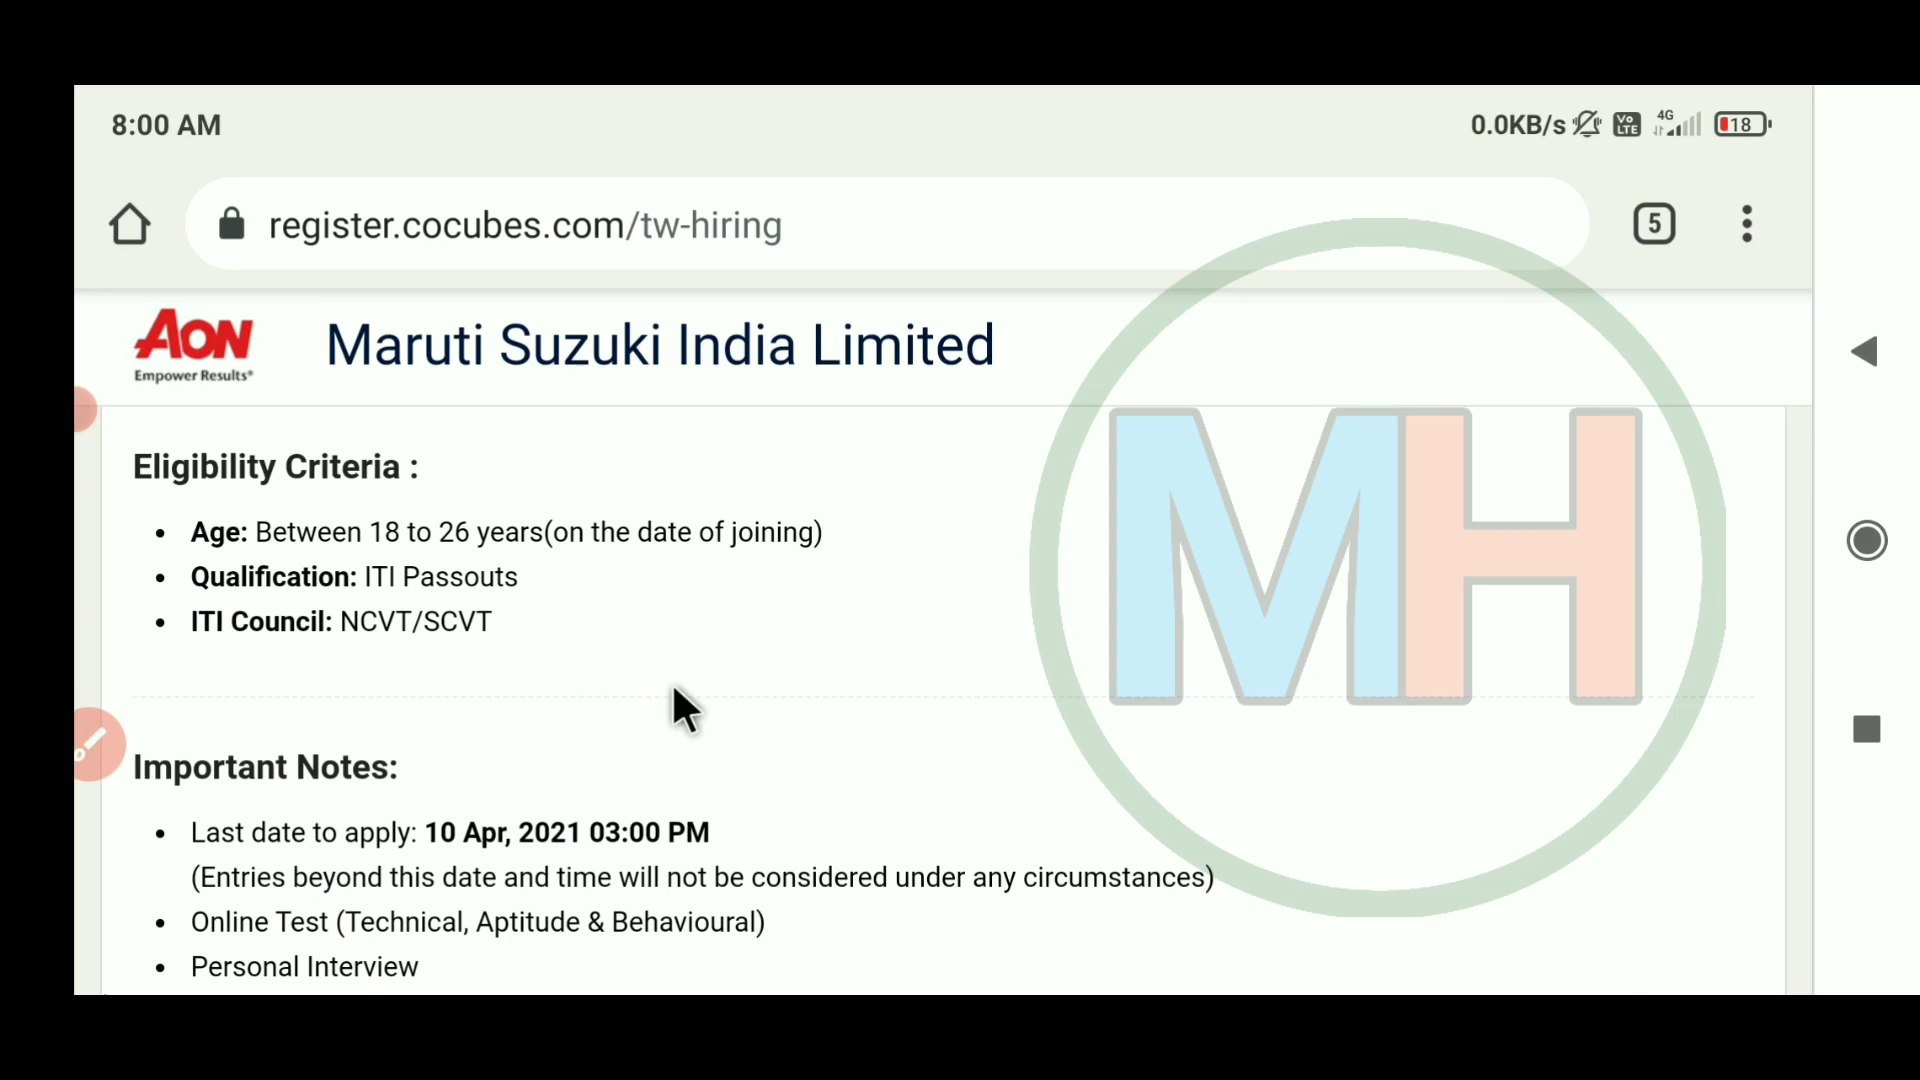 8:00 AM
0.0KB/s Vo LTE 4G 18
register.cocubes.com/tw-hiring
5
AON
Empower Results®
Maruti Suzuki India Limited
MH
Eligibility Criteria :
• Age: Between 18 to 26 years(on the date of joining)
• Qualification: ITI Passouts
• ITI Council: NCVT/SCVT
Important Notes:
• Last date to apply: 10 Apr, 2021 03:00 PM
(Entries beyond this date and time will not be considered under any circumstances)
• Online Test (Technical, Aptitude & Behavioural)
• Personal Interview